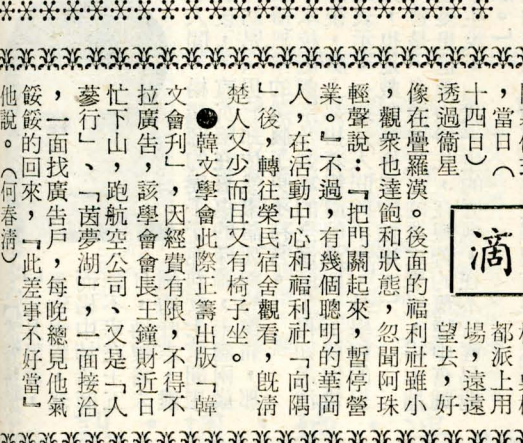 ，當日（
十四日）
透過衛星
滴
都派上用
場，遠遠
望去，好
像在疊羅漢。後面的福利社雖小
，觀衆也達飽和狀態，忽聞阿珠
輕聲說：『把門關起來，暫停營
業。』不過，有幾個聰明的華岡
人，在活動中心和福利社「向隅
」後，轉往榮民宿舍觀看，旣淸
楚人又少而且又有椅子坐。
●韓文學會此際正籌出版「韓
文會刋」，因經費有限，不得不
拉廣告，該學會會長王鐘財近日
忙下山，跑航空公司、又是一人
蔘行」、「茵夢湖」，一面接洽
，一面找廣告戶，每晚總見他氣
餒餒的回來，『此差事不好當』
他說。（何春淸）